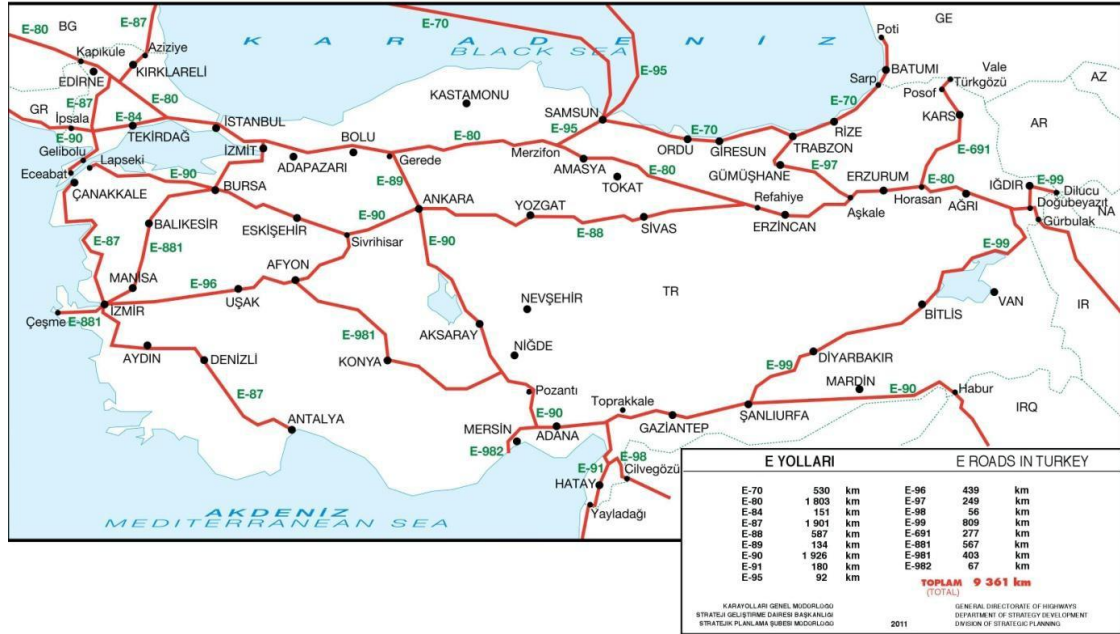 E-80
BG
E-87
E-70
GE
Kapıkule
Aziziye
K A R A D E N İ Z
BLACK SEA
Poti
EDİRNE
KIRKLARELİ
E-95
BATUMI
Vale
Türkgözü
AZ
Sarp
Posof
E-87
E-80
KASTAMONU
SAMSUN
E-70
GR
İpsala
E-84
TEKİRDAĞ
İSTANBUL
KARS
AR
E-90
Gelibolu
Lapseki
İZMİT
BOLU
E-80
E-95
E-70
RİZE
ORDU
GİRESUN
TRABZON
Eceabat
ADAPAZARI
Gerede
Merzifon
AMASYA
E-691
ÇANAKKALE
E-90
BURSA
E-89
TOKAT
E-80
GÜMÜŞHANE
E-97
ERZURUM
E-80
IĞDIR
E-99
Dilucu
ANKARA
YOZGAT
Refahiye
Horasan
Doğubeyazıt
NA
BALIKESİR
E-90
Aşkale
AĞRI
Gürbulak
E-87
ESKİŞEHİR
Sivrihisar
E-88
SİVAS
ERZİNCAN
E-881
E-90
E-99
MANİSA
AFYON
E-96
UŞAK
TR
İZMİR
NEVŞEHİR
VAN
IR
Çeşme
E-881
E-981
AKSARAY
BİTLİS
AYDIN
DENİZLİ
KONYA
NİĞDE
DİYARBAKIR
E-99
MARDİN
E-90
E-87
Pozantı
Habur
Toprakkale
ŞANLIURFA
IRQ
ANTALYA
MERSİN
E-90
ADANA
GAZİANTEP
E-982
E-91
E-98
Cilvegözü
HATAY
AKDENİZ
MEDITERRANEAN SEA
Yayladağı
E YOLLARI E ROADS IN TURKEY
E-70 530 km E-96 439 km
E-80 1 803 km E-97 249 km
E-84 151 km E-98 56 km
E-87 1 901 km E-99 809 km
E-88 587 km E-691 277 km
E-89 134 km E-881 567 km
E-90 1 926 km E-981 403 km
E-91 180 km E-982 67 km
E-95 92 km TOPLAM 9 361 km
(TOTAL)
KARAYOLLARI GENEL MÜDÜRLÜĞÜ GENERAL DIRECTORATE OF HIGHWAYS
STRATEJİ GELİŞTİRME DAİRESİ BAŞKANLIĞI DEPARTMENT OF STRATEGY DEVELOPMENT
STRATEJİK PLANLAMA ŞUBESİ MÜDÜRLÜĞÜ 2011 DIVISION OF STRATEGIC PLANNING